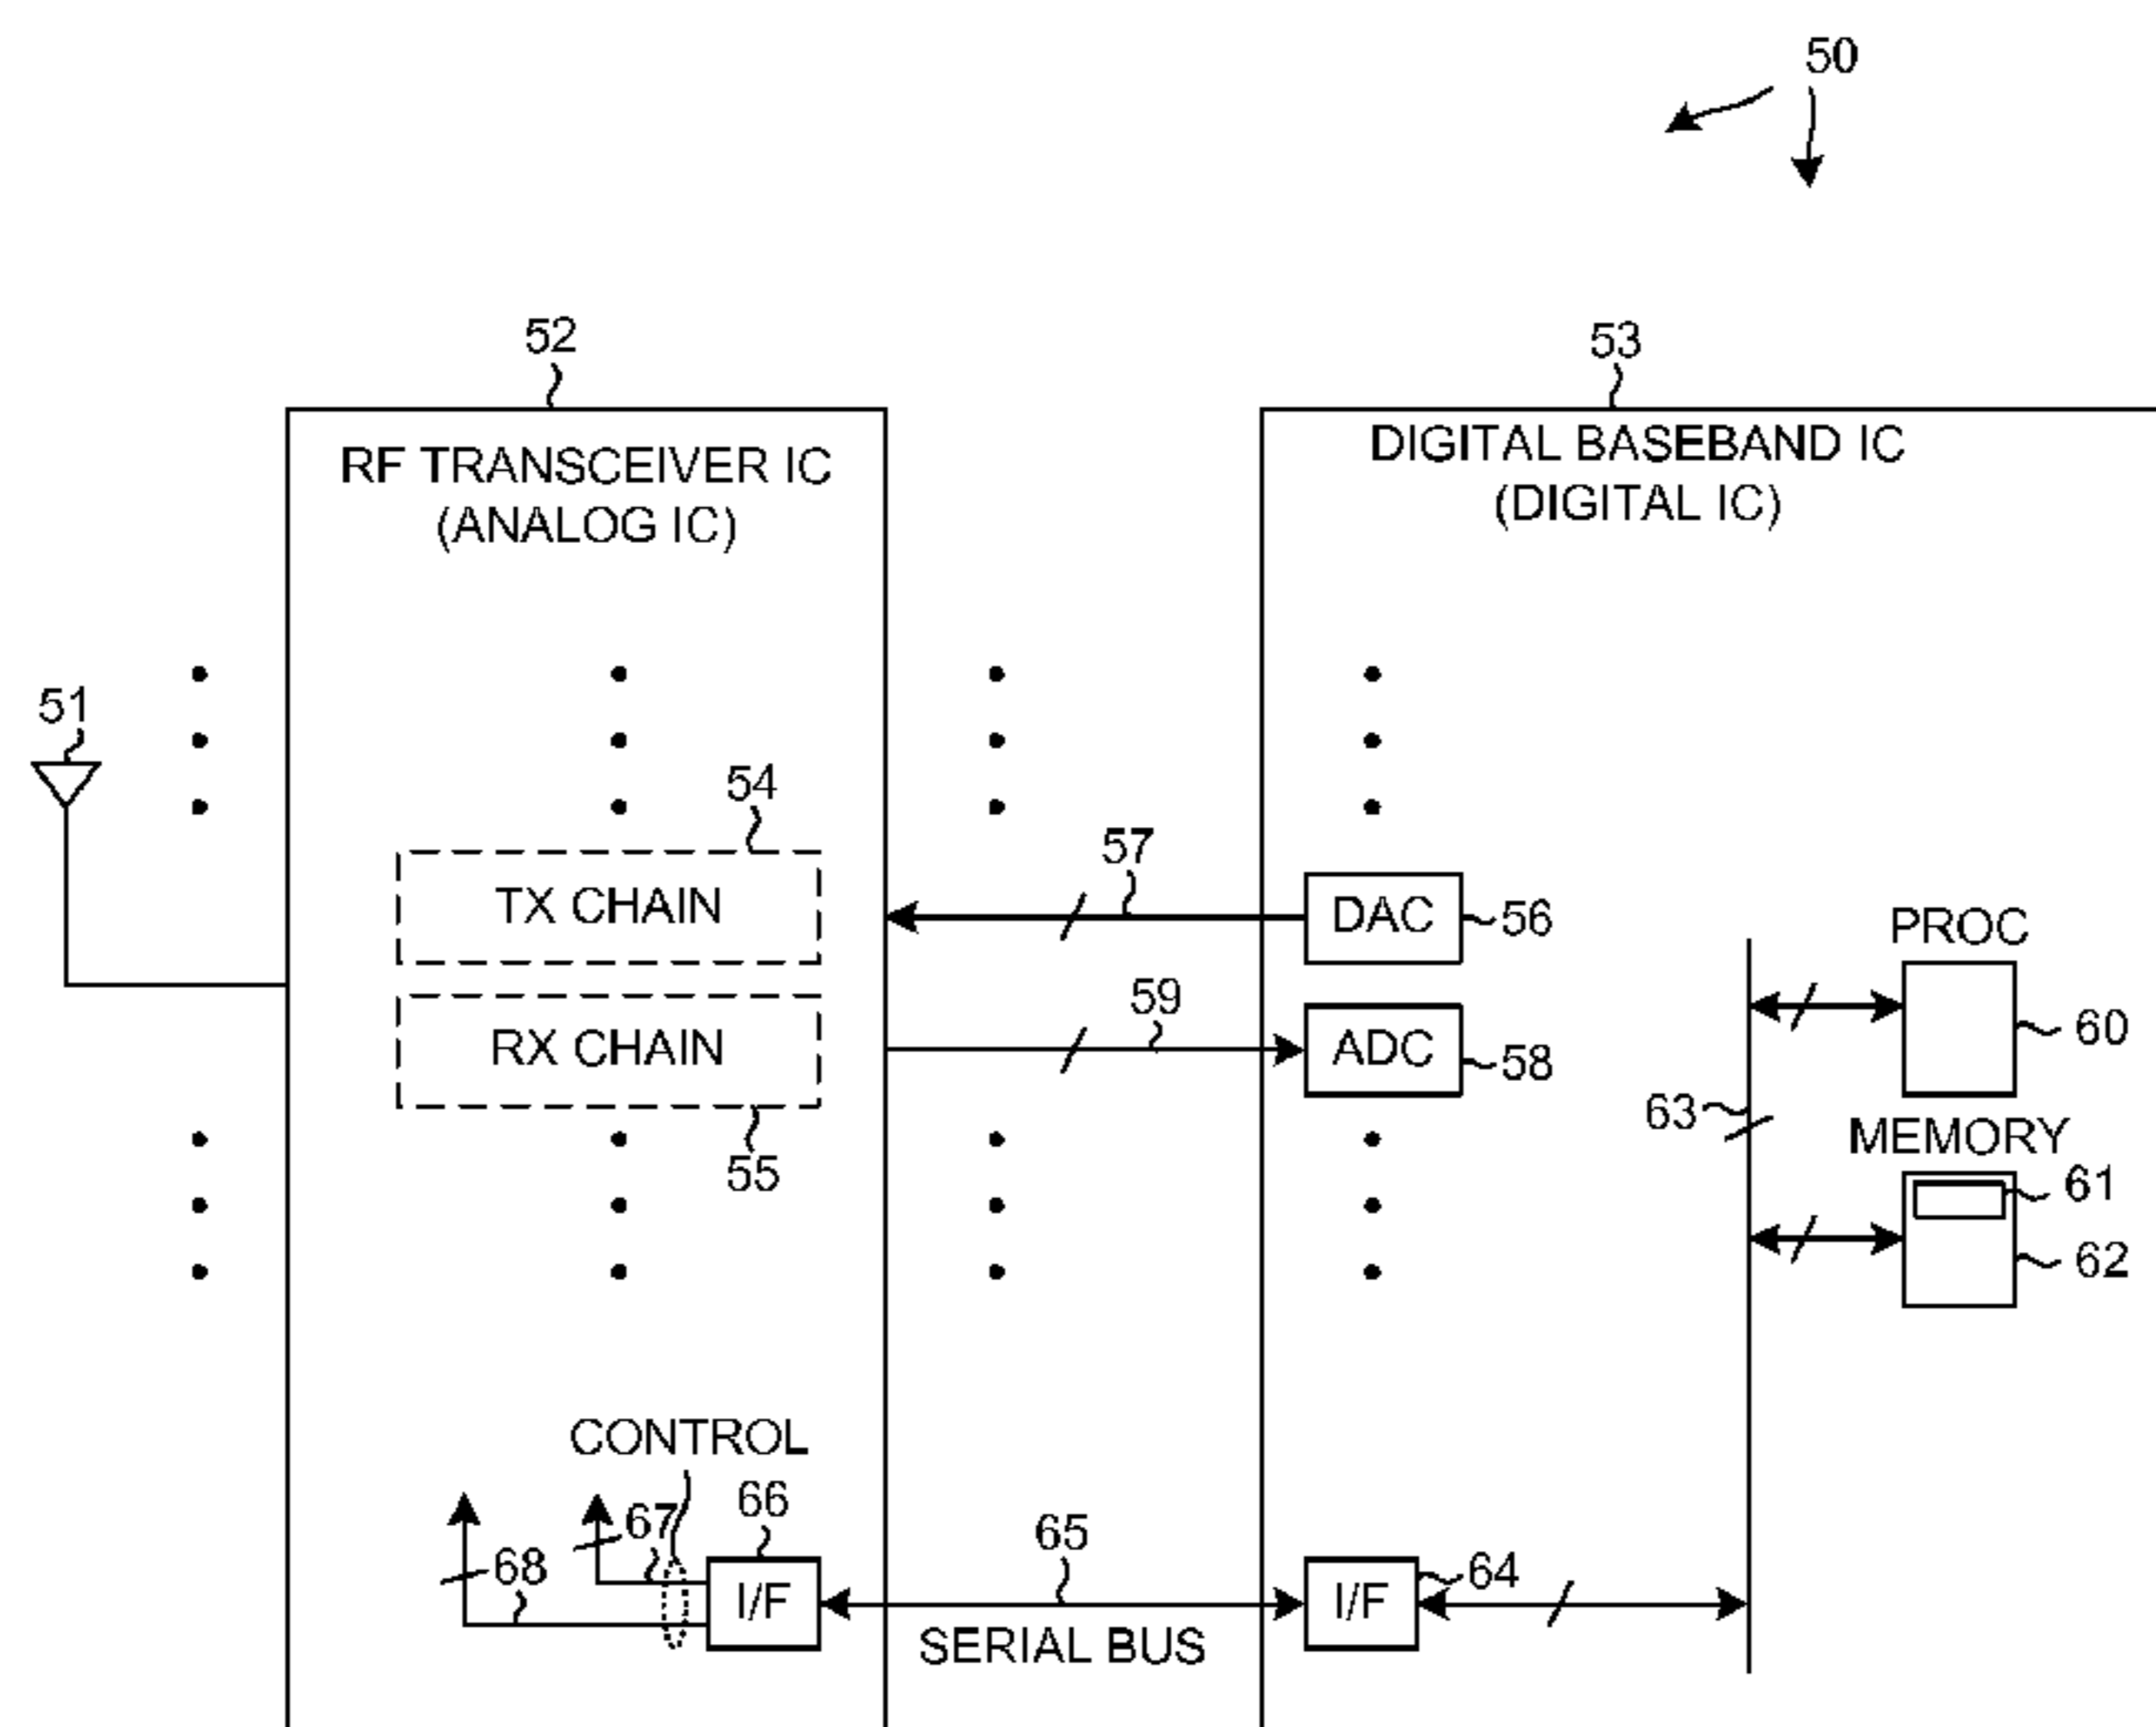 50
52
53
RF TRANSCEIVER IC
(ANALOG IC)
DIGITAL BASEBAND IC
(DIGITAL IC)
51
54
TX CHAIN
57
DAC
56
PROC
59
RX CHAIN
ADC
58
60
63
MEMORY
55
61
62
CONTROL
66
67
68
65
I/F
I/F
64
SERIAL BUS